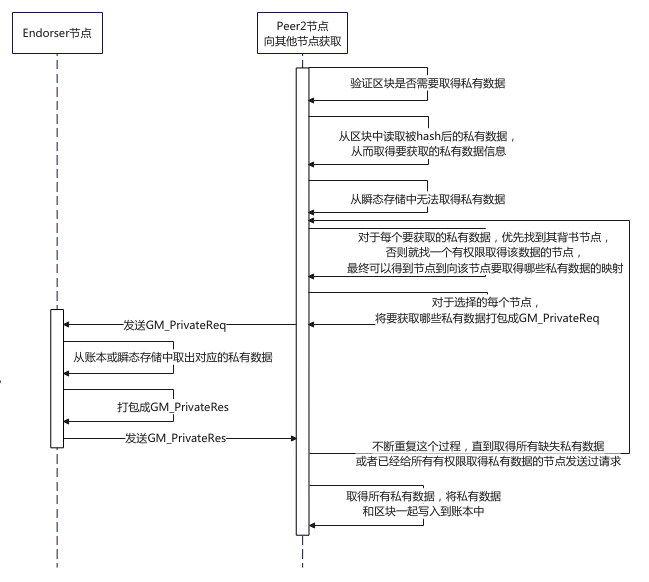 Endorser节点
Peer2节点
向其他节点获取
验证区块是否需要取得私有数据
从区块中读取被hash后的私有数据，
从而取得要获取的私有数据信息
从瞬态存储中无法取得私有数据
对于每个要获取的私有数据，优先找到其背书节点，
否则就找一个有权限取得该数据的节点，
最终可以得到节点到向该节点要取得哪些私有数据的映射
对于选择的每个节点，
将要获取哪些私有数据打包成GM_PrivateReq
发送GM_PrivateReq
从账本或瞬态存储中取出对应的私有数据
打包成GM_PrivateRes
发送GM_PrivateRes
不断重复这个过程，直到取得所有缺失私有数据
或者已经给所有有权限取得私有数据的节点发送过请求
取得所有私有数据，将私有数据
和区块一起写入到账本中